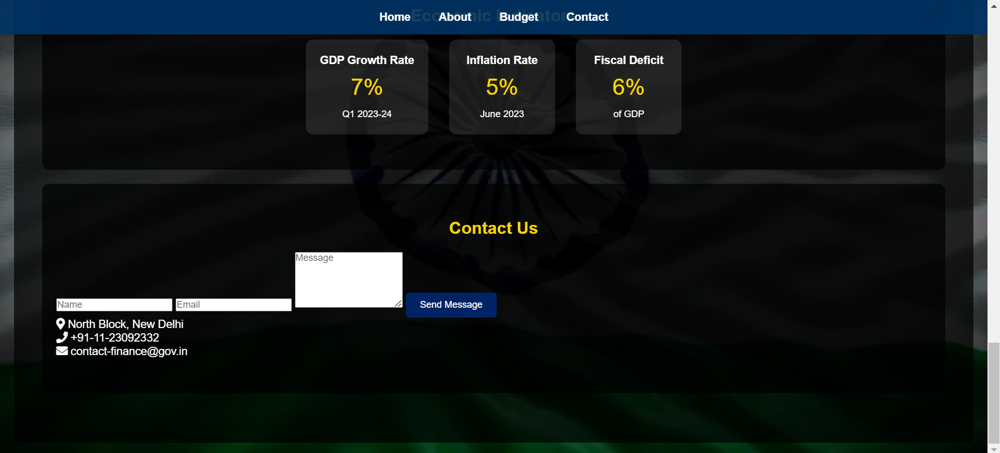 Home About Budget Contact
Economic Indicators
GDP Growth Rate
7%
Q1 2023-24
Inflation Rate
5%
June 2023
Fiscal Deficit
6%
of GDP
Contact Us
Name
Email
Message
Send Message
North Block, New Delhi
+91-11-23092332
contact-finance@gov.in